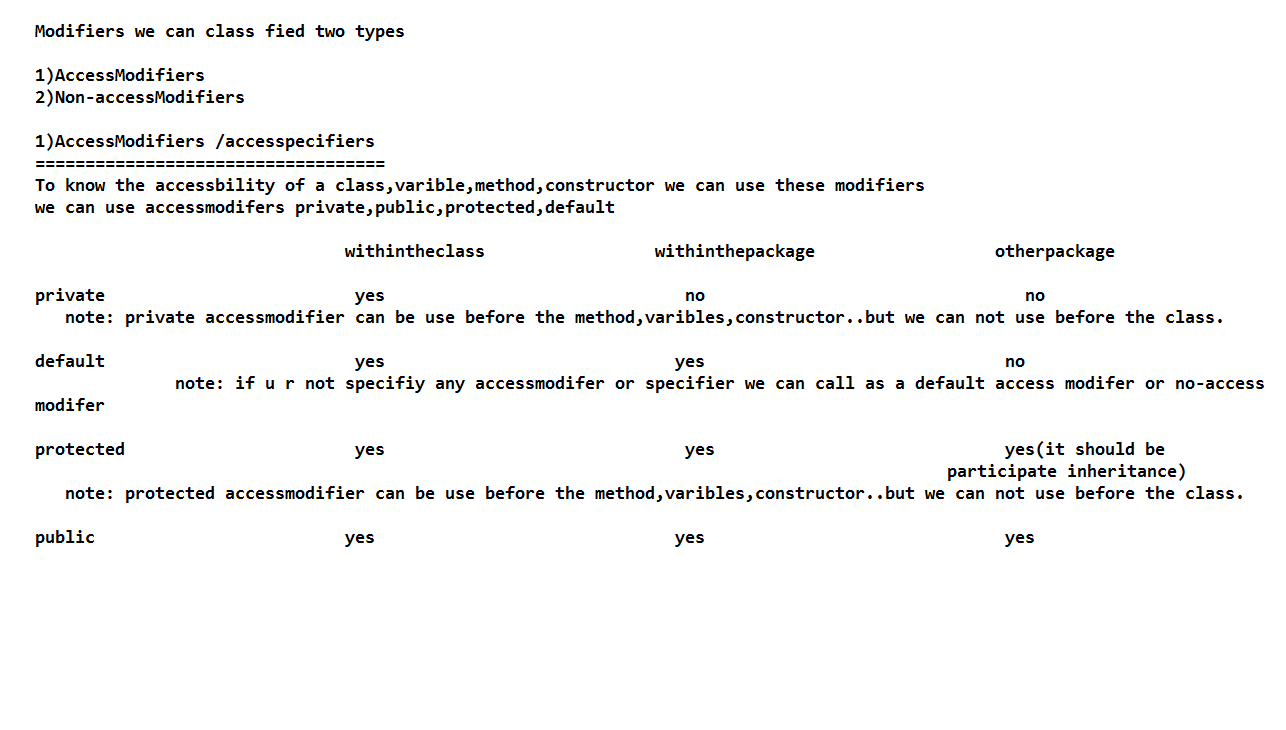 Modifiers we can class fied two types
1)AccessModifiers
2)Non-accessModifiers
1)AccessModifiers /accesspecifiers
===================================
To know the accessbility of a class,varible,method,constructor we can use these modifiers
we can use accessmodifers private,public,protected,default
withintheclass withinthepackage otherpackage
private yes no no
note: private accessmodifier can be use before the method,varibles,constructor..but we can not use before the class.
default yes yes no
note: if u r not specifiy any accessmodifer or specifier we can call as a default access modifer or no-access
modifer
protected yes yes yes(it should be
participate inheritance)
note: protected accessmodifier can be use before the method,varibles,constructor..but we can not use before the class.
public yes yes yes